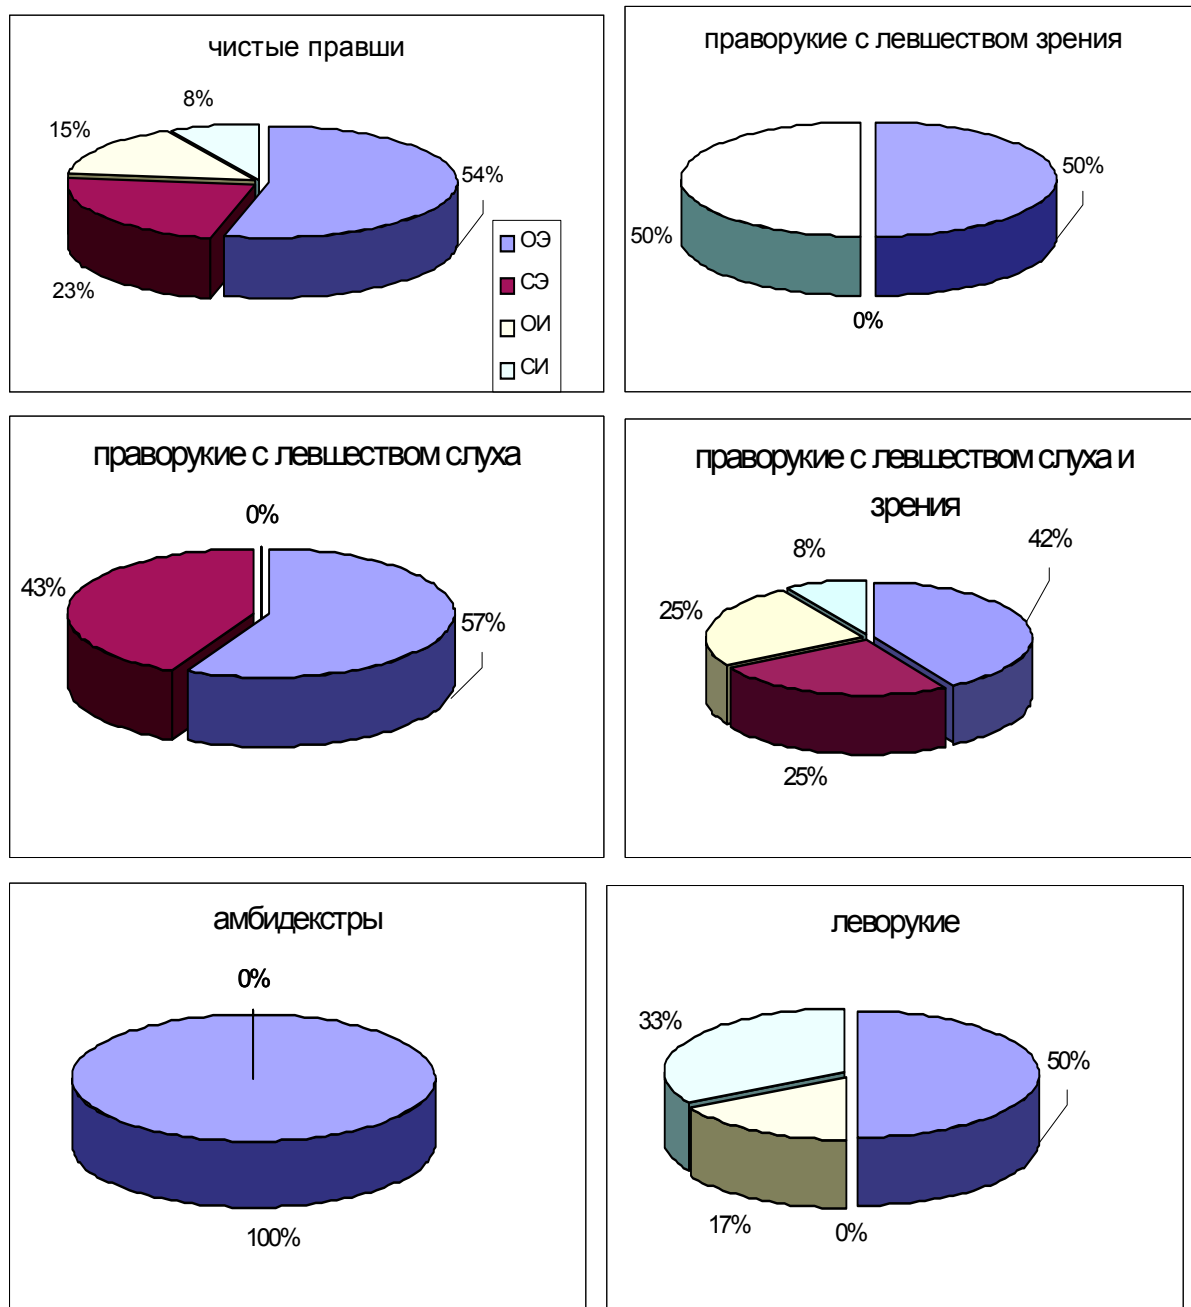 чистые правши
8%
15%
54%
23%
ОЭ
СЭ
ОИ
СИ
праворукие с левшеством зрения
50%
50%
0%
праворукие с левшеством слуха
0%
43%
57%
праворукие с левшеством слуха и
зрения
42%
8%
25%
25%
амбидекстры
0%
100%
леворукие
33%
50%
17%
0%